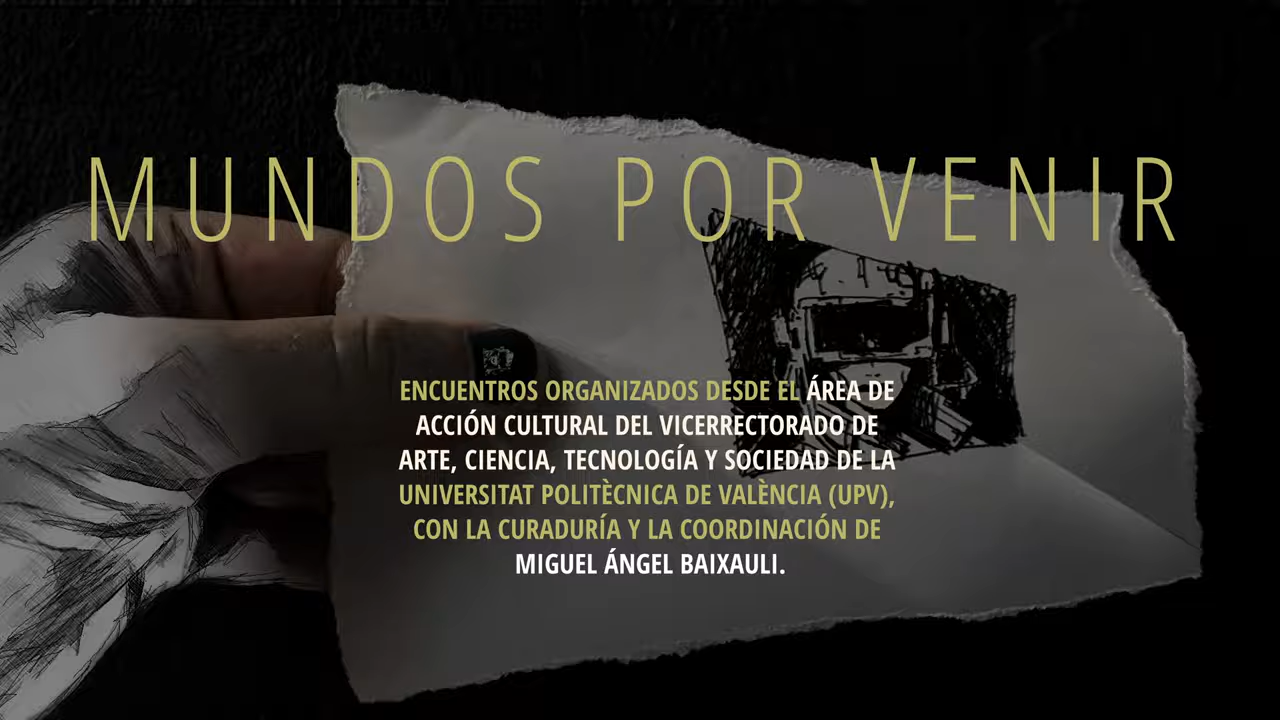 MUNDOS POR VENIR
ENCUENTROS ORGANIZADOS DESDE EL ÁREA DE
ACCIÓN CULTURAL DEL VICERRECTORADO DE
ARTE, CIENCIA, TECNOLOGÍA Y SOCIEDAD DE LA
UNIVERSITAT POLITÈCNICA DE VALÈNCIA (UPV),
CON LA CURADURÍA Y LA COORDINACIÓN DE
MIGUEL ÁNGEL BAIXAULI.